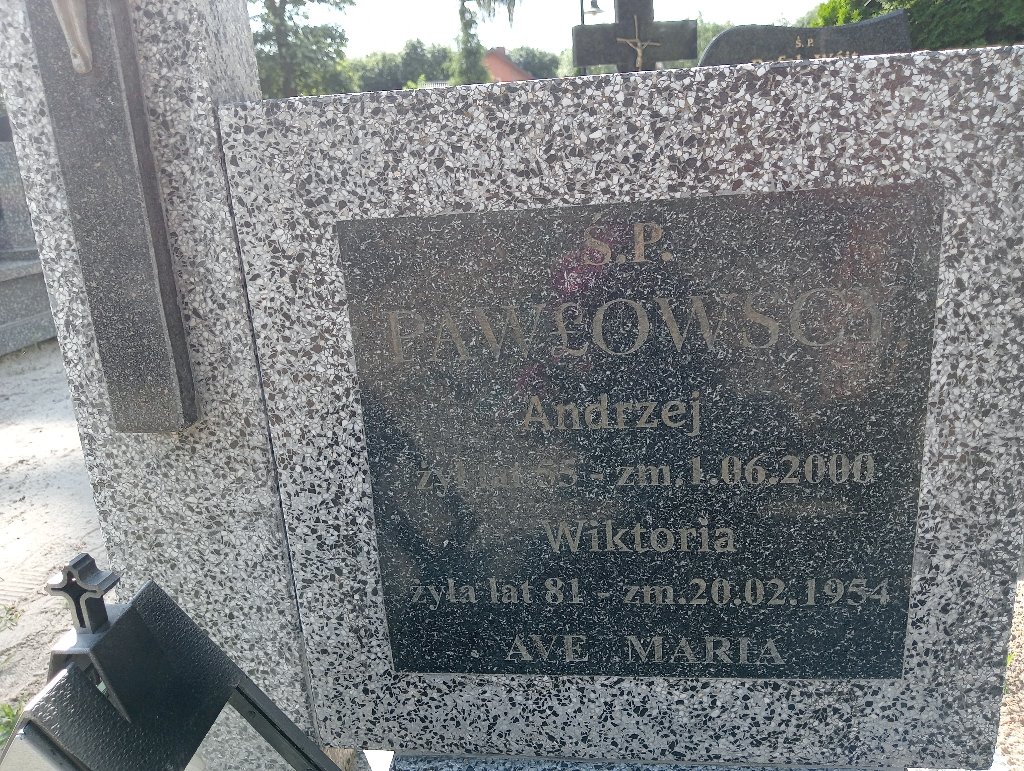 Ś.P.
Ś.P.
PAWŁOWSCY
Andrzej
żył lat 55 - zm.1.06.2000
Wiktoria
żyła lat 81 - zm.20.02.1954
AVE MARIA